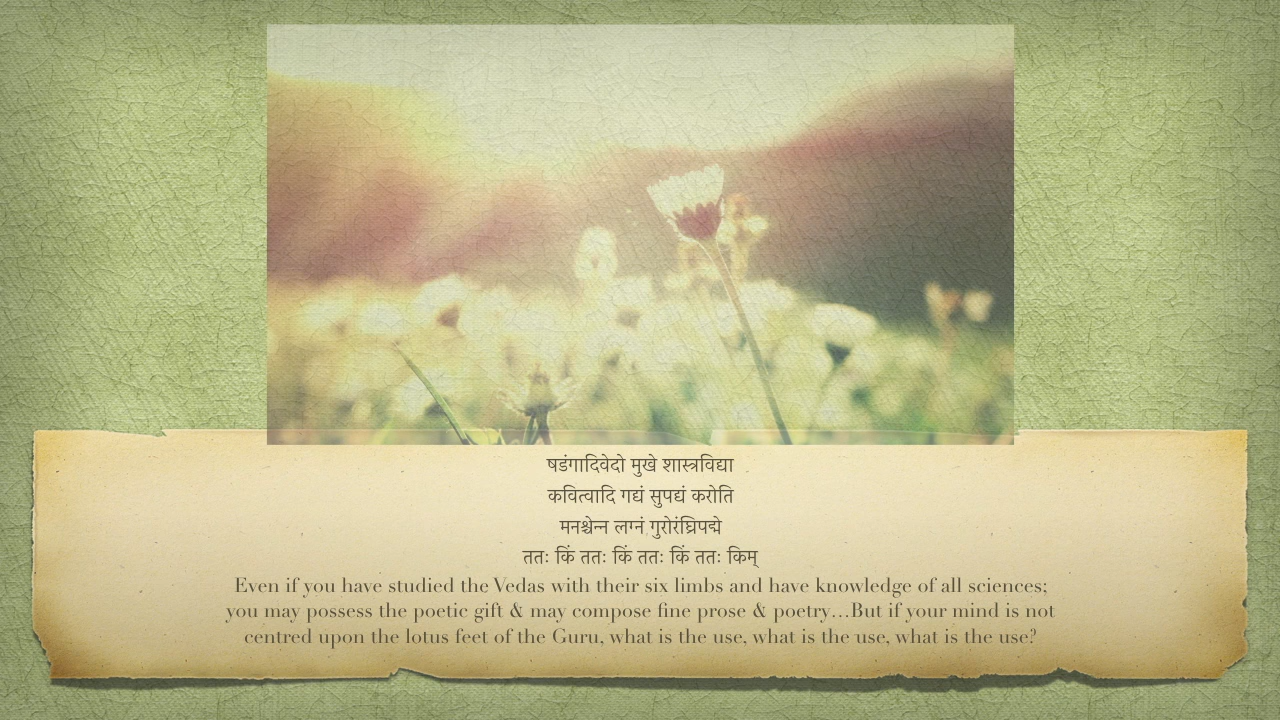 षडंगादिवेदो मुखे शास्त्रविद्या
कवित्वादि गद्यं सुपद्यं करोति
मनश्चेन्न लग्नं गुरोरंघ्रिपद्मे
ततः किं ततः किं ततः किं ततः किम्
Even if you have studied the Vedas with their six limbs and have knowledge of all sciences;
you may possess the poetic gift & may compose fine prose & poetry…But if your mind is not
centred upon the lotus feet of the Guru, what is the use, what is the use, what is the use?